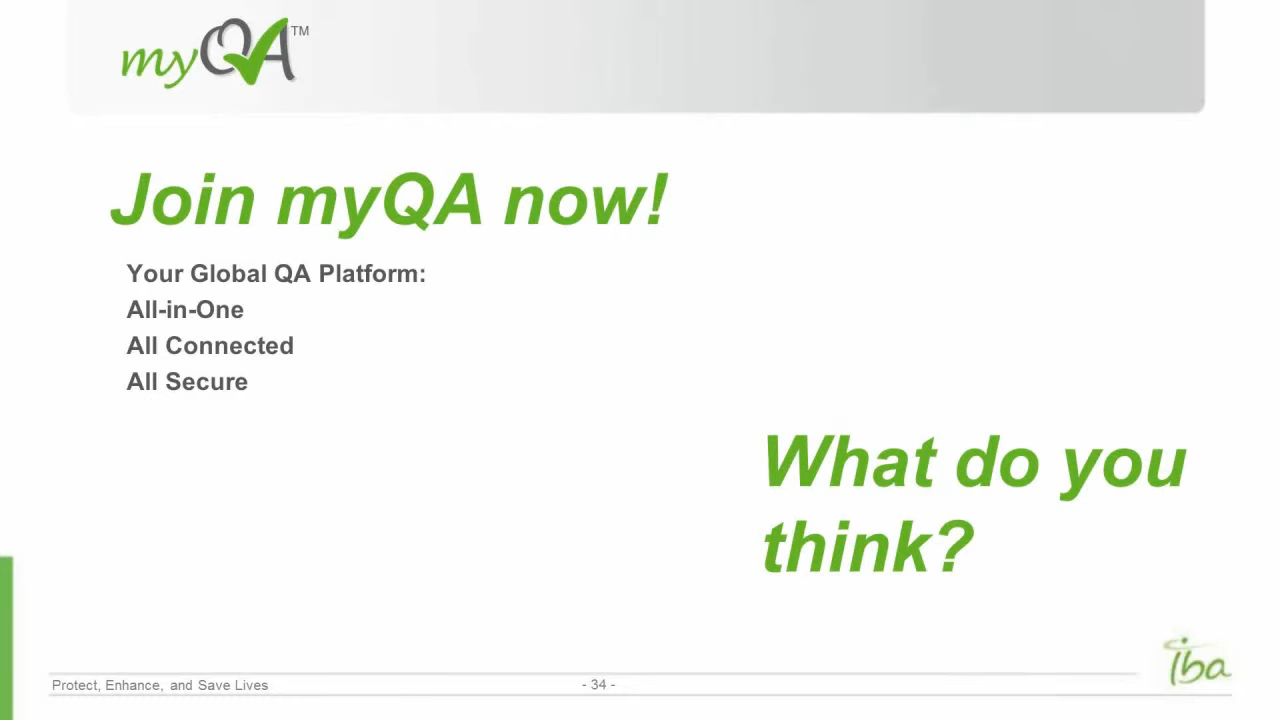 myQA™
Join myQA now!
Your Global QA Platform:
All-in-One
All Connected
All Secure
What do you
think?
iba
Protect, Enhance, and Save Lives
- 34 -